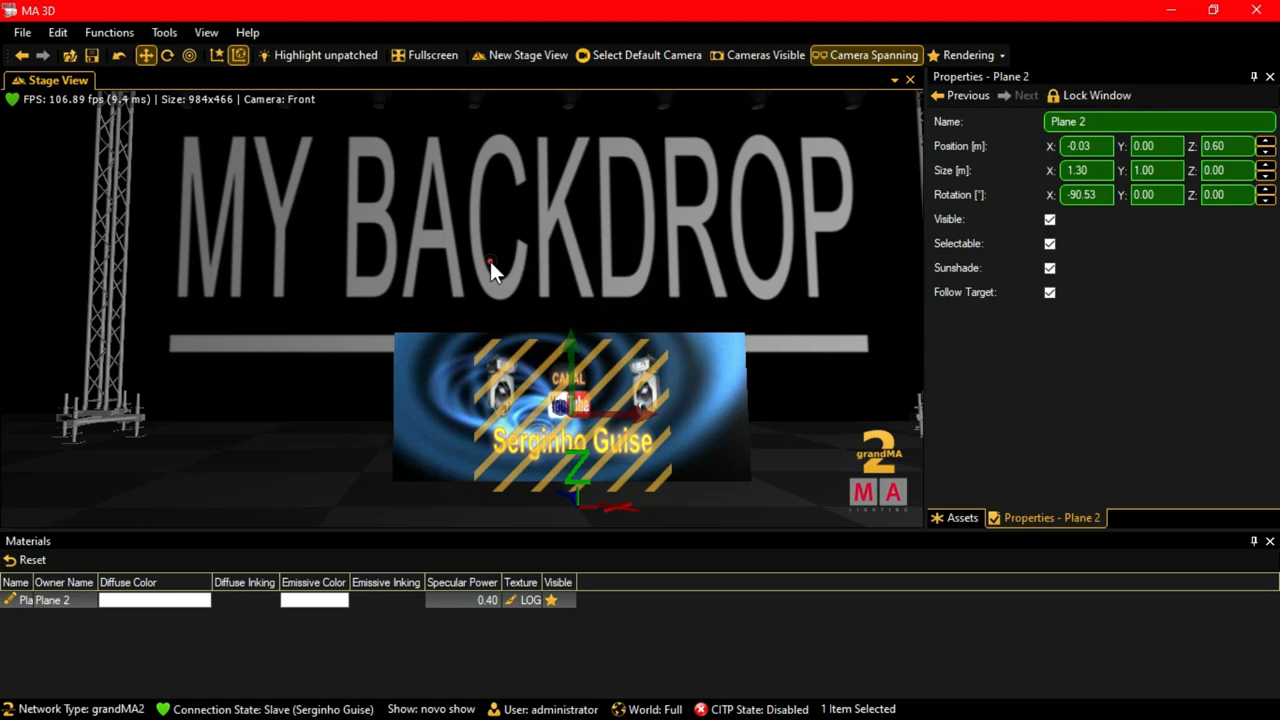 MA 3D
File Edit Functions Tools View Help
Highlight unpatched Fullscreen New Stage View Select Default Camera Cameras Visible Camera Spanning Rendering
Stage View
FPS: 106.89 fps (9.4 ms) | Size: 984x466 | Camera: Front
MY BACKDROP
CANAL
YouTube
Serginho Guise
Z
2
grandMA
MA
LIGHTING
Properties - Plane 2
Previous Next Lock Window
Name: Plane 2
Position [m]: X: -0.03 Y: 0.00 Z: 0.60
Size [m]: X: 1.30 Y: 1.00 Z: 0.00
Rotation [°]: X: -90.53 Y: 0.00 Z: 0.00
Visible:
Selectable:
Sunshade:
Follow Target:
Assets Properties - Plane 2
Materials
Reset
Name Owner Name Diffuse Color Diffuse Inking Emissive Color Emissive Inking Specular Power Texture Visible
Pla Plane 2 0.40 LOG
2 Network Type: grandMA2 Connection State: Slave (Serginho Guise) Show: novo show User: administrator World: Full CITP State: Disabled 1 Item Selected